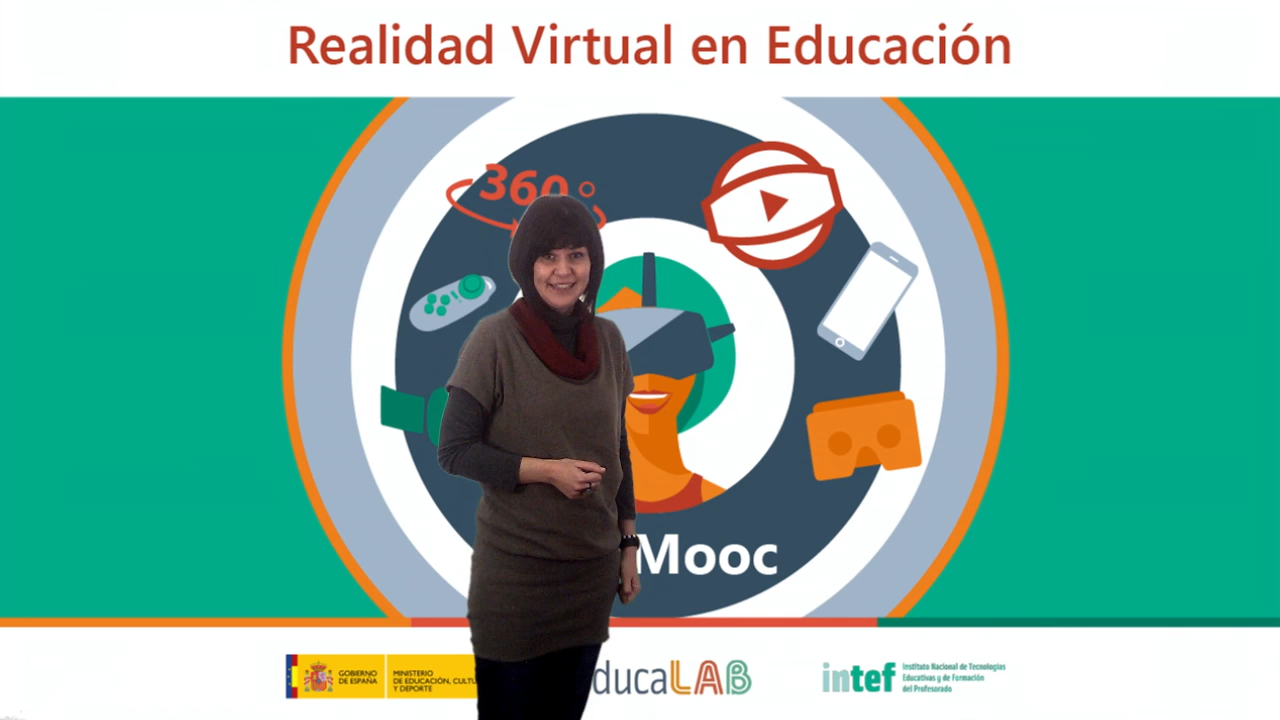 Realidad Virtual en Educación
360°
Mooc
GOBIERNO
DE ESPAÑA
MINISTERIO
DE EDUCACIÓN, CULTU
Y DEPORTE
ducaLAB
intef
Instituto Nacional de Tecnologías
Educativas y de Formación
del Profesorado